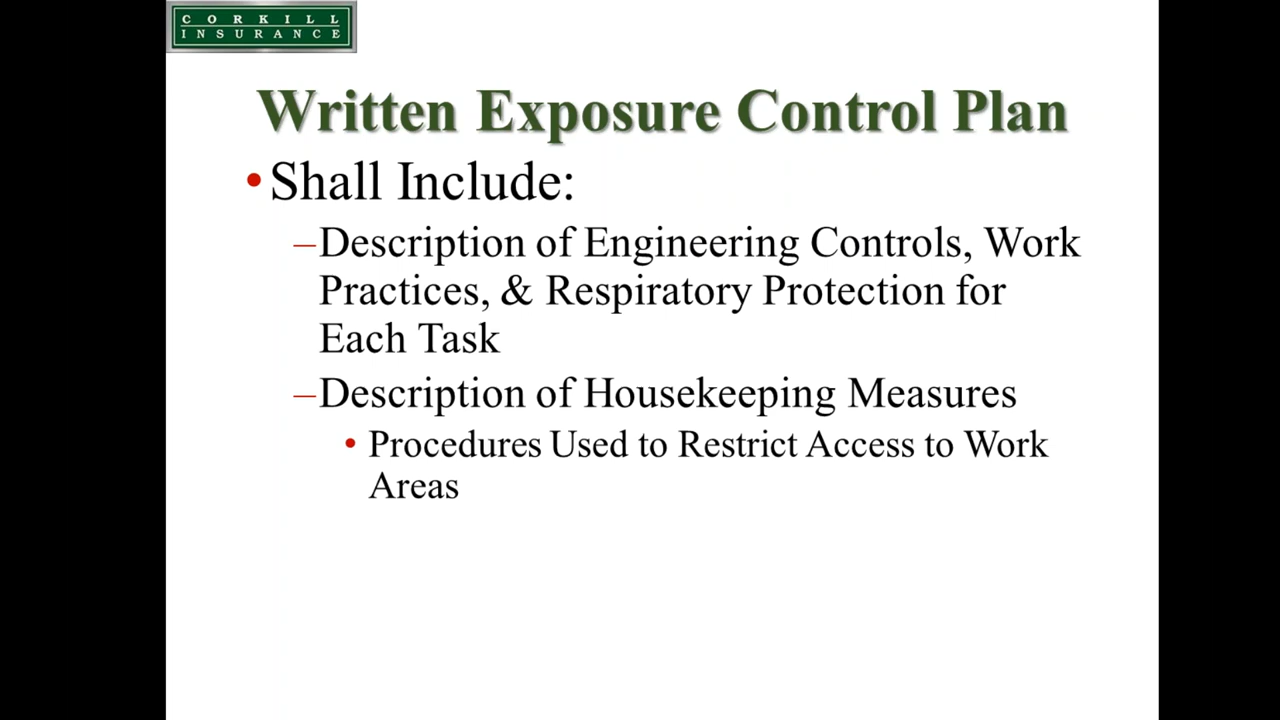 CORKILL
INSURANCE
Written Exposure Control Plan
•Shall Include:
–Description of Engineering Controls, Work
Practices, & Respiratory Protection for
Each Task
–Description of Housekeeping Measures
• Procedures Used to Restrict Access to Work
Areas